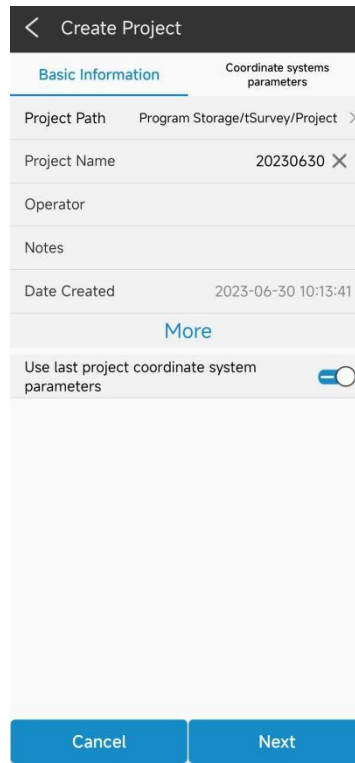 Create Project
Basic Information
Coordinate systems
parameters
Project Path Program Storage/tSurvey/Project
Project Name 20230630
Operator
Notes
Date Created 2023-06-30 10:13:41
More
Use last project coordinate system
parameters
Cancel Next